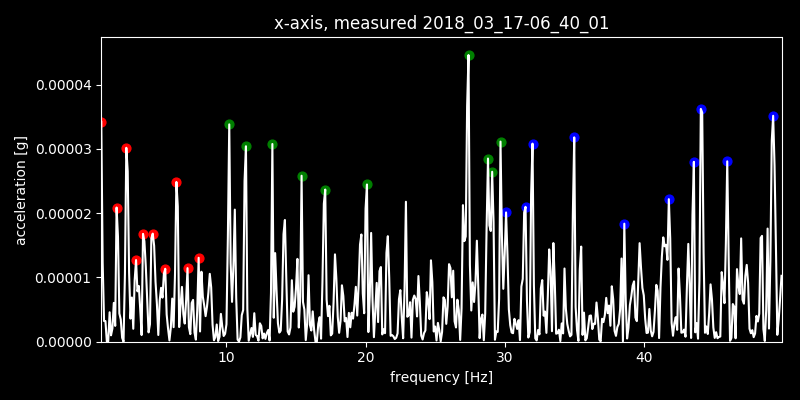 x-axis, measured 2018_03_17-06_40_01
0.00004
0.00003
0.00002
0.00001
0.00000
acceleration [g]
10 20 30 40
frequency [Hz]